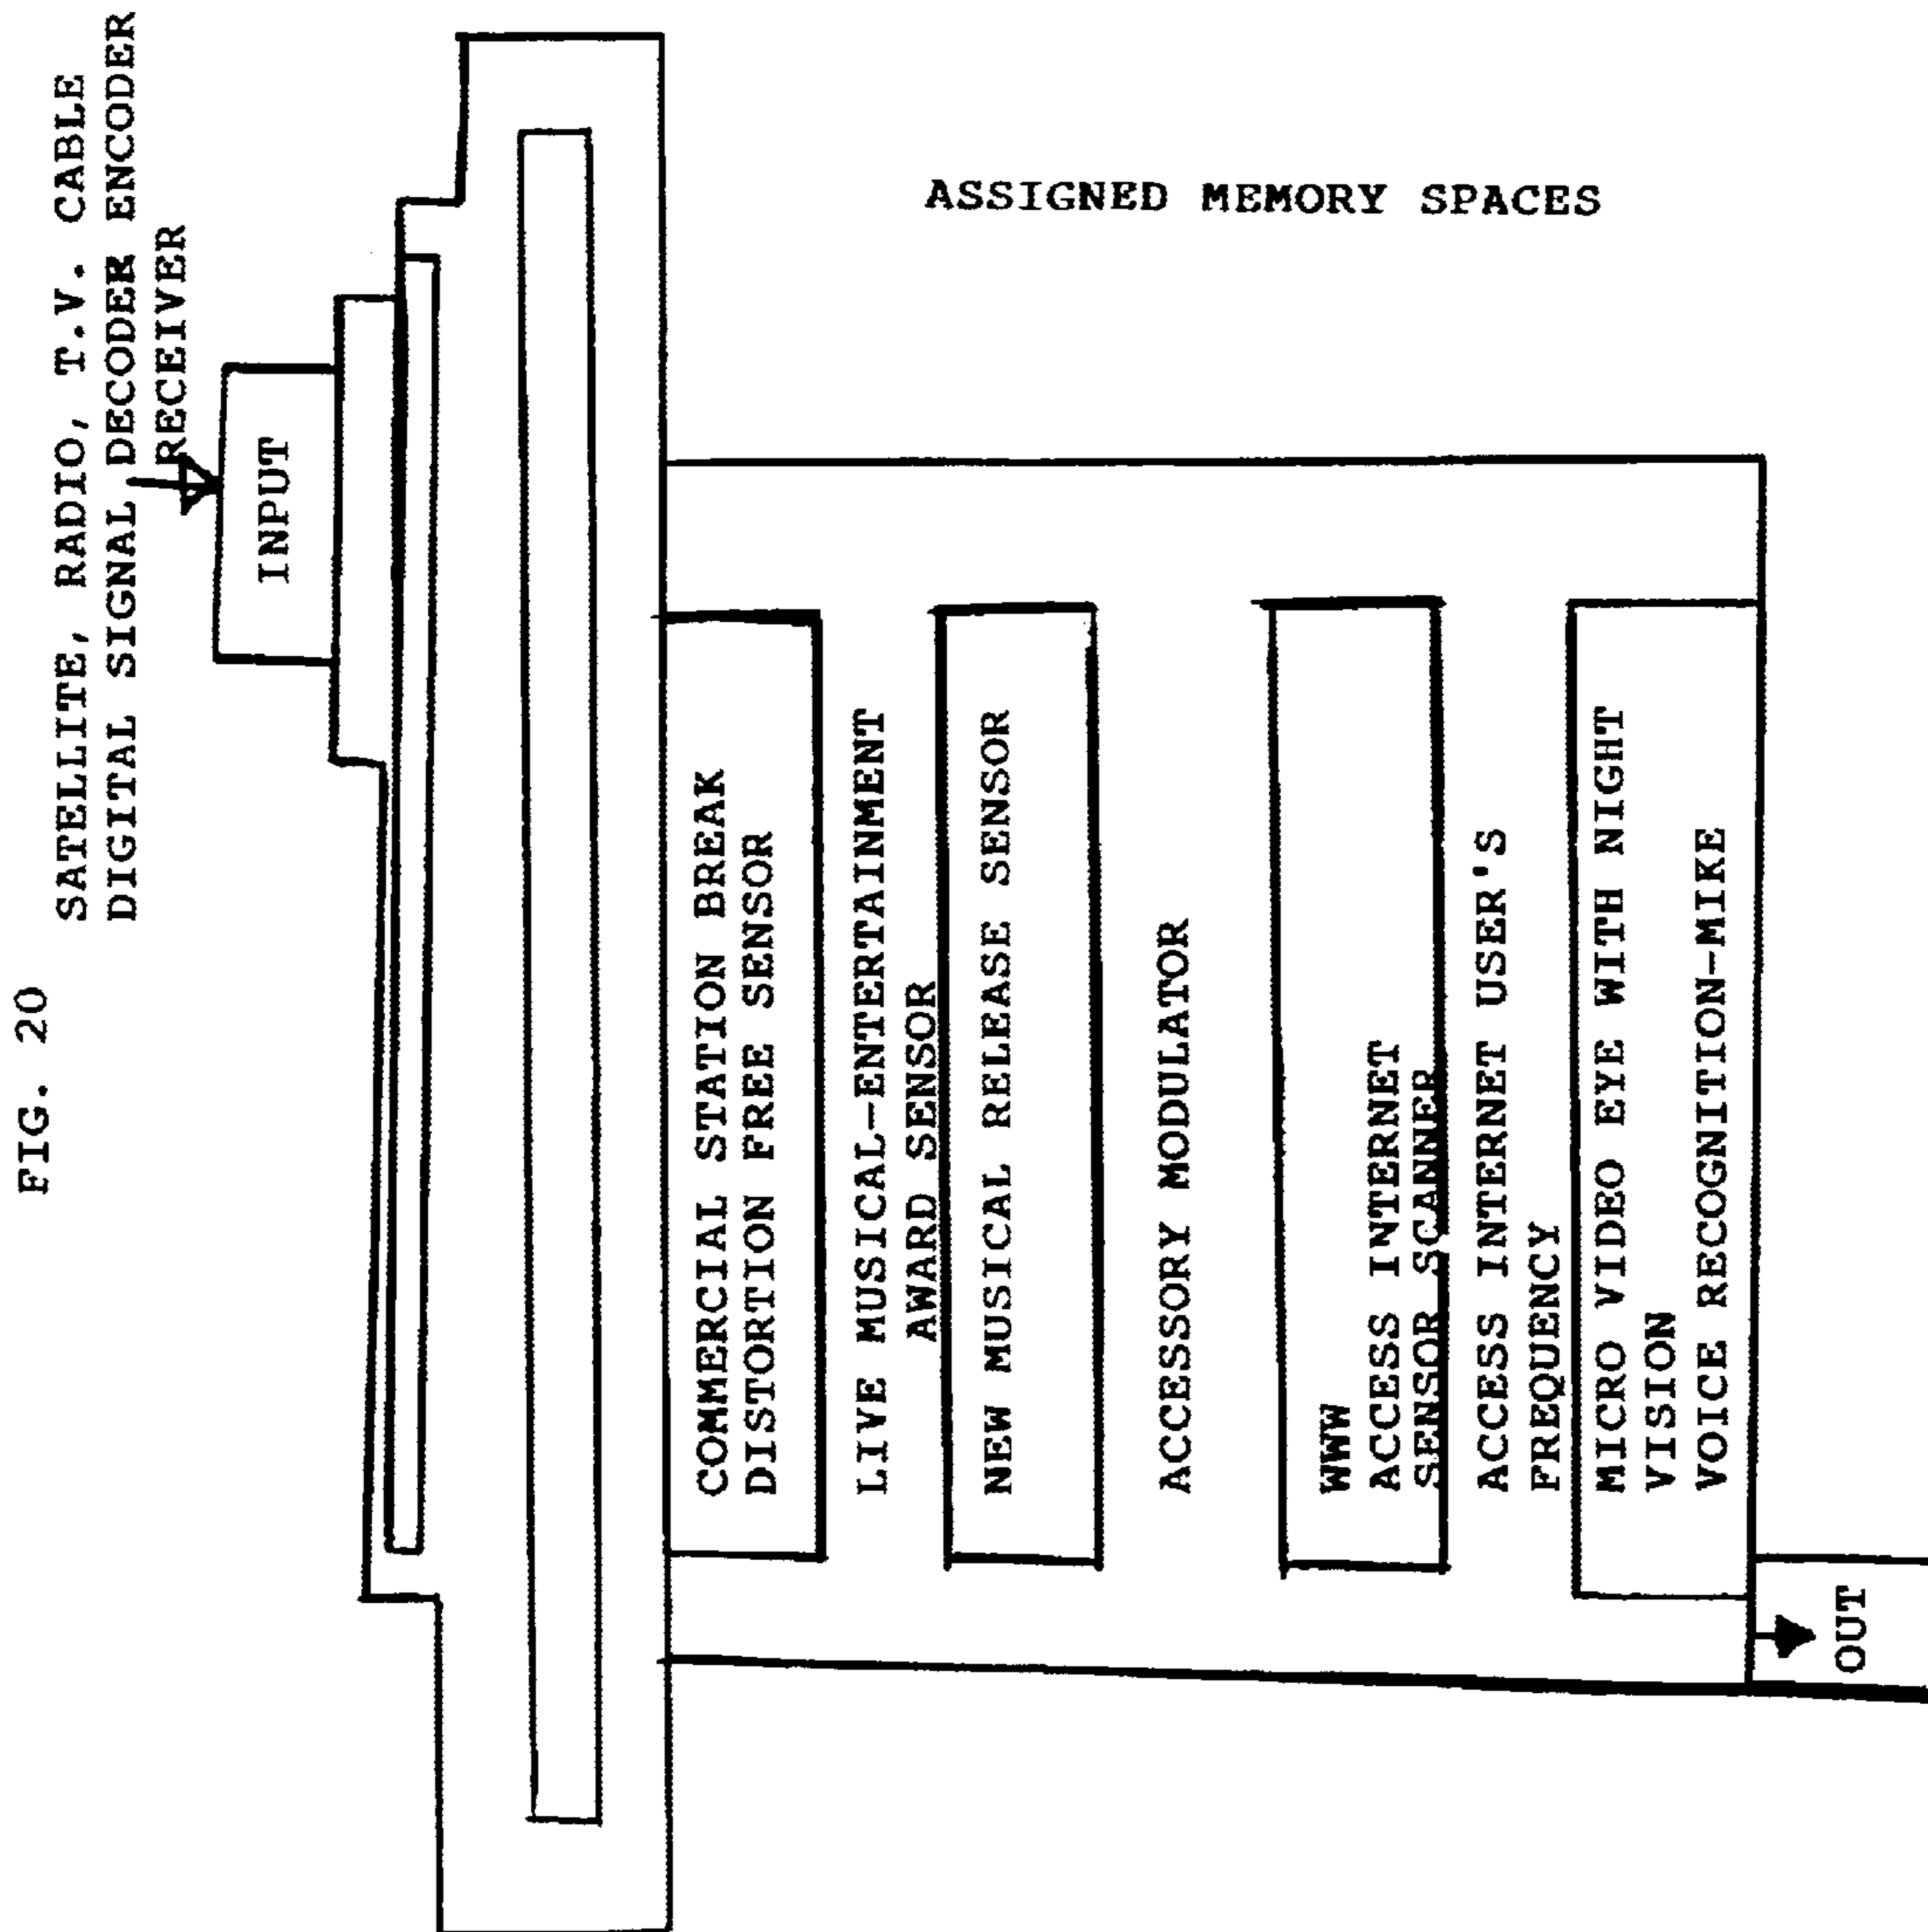 FIG. 20
SATELLITE, RADIO, T.V. CABLE
DIGITAL SIGNAL DECODER ENCODER
RECEIVER
INPUT
ASSIGNED MEMORY SPACES
COMMERCIAL STATION BREAK
DISTORTION FREE SENSOR
LIVE MUSICAL-ENTERTAINMENT
AWARD SENSOR
NEW MUSICAL RELEASE SENSOR
ACCESSORY MODULATOR
WWW
ACCESS INTERNET
SENSOR SCANNER
ACCESS INTERNET USER'S
FREQUENCY
MICRO VIDEO EYE WITH NIGHT
VISION
VOICE RECOGNITION-MIKE
OUT